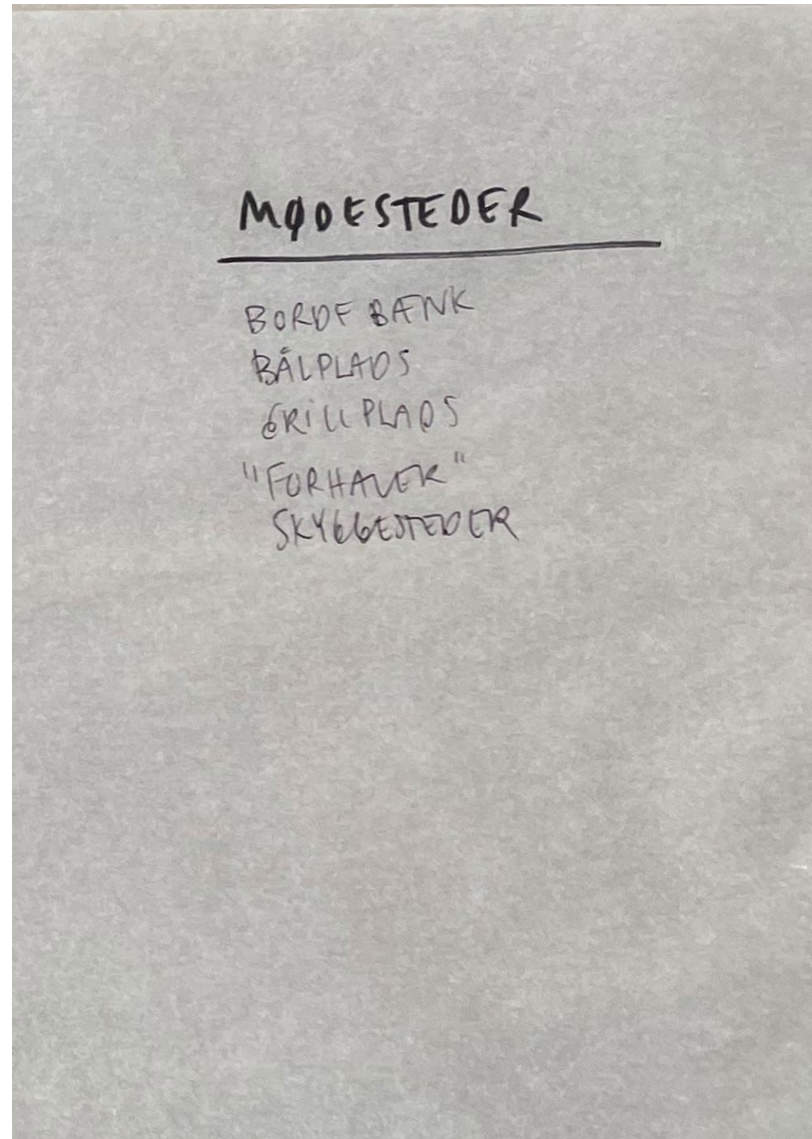 MØDESTEDER
BORDE BÆNK
BÅLPLADS
GRILLPLADS
"FORHAVER"
SKYGGESTEDER